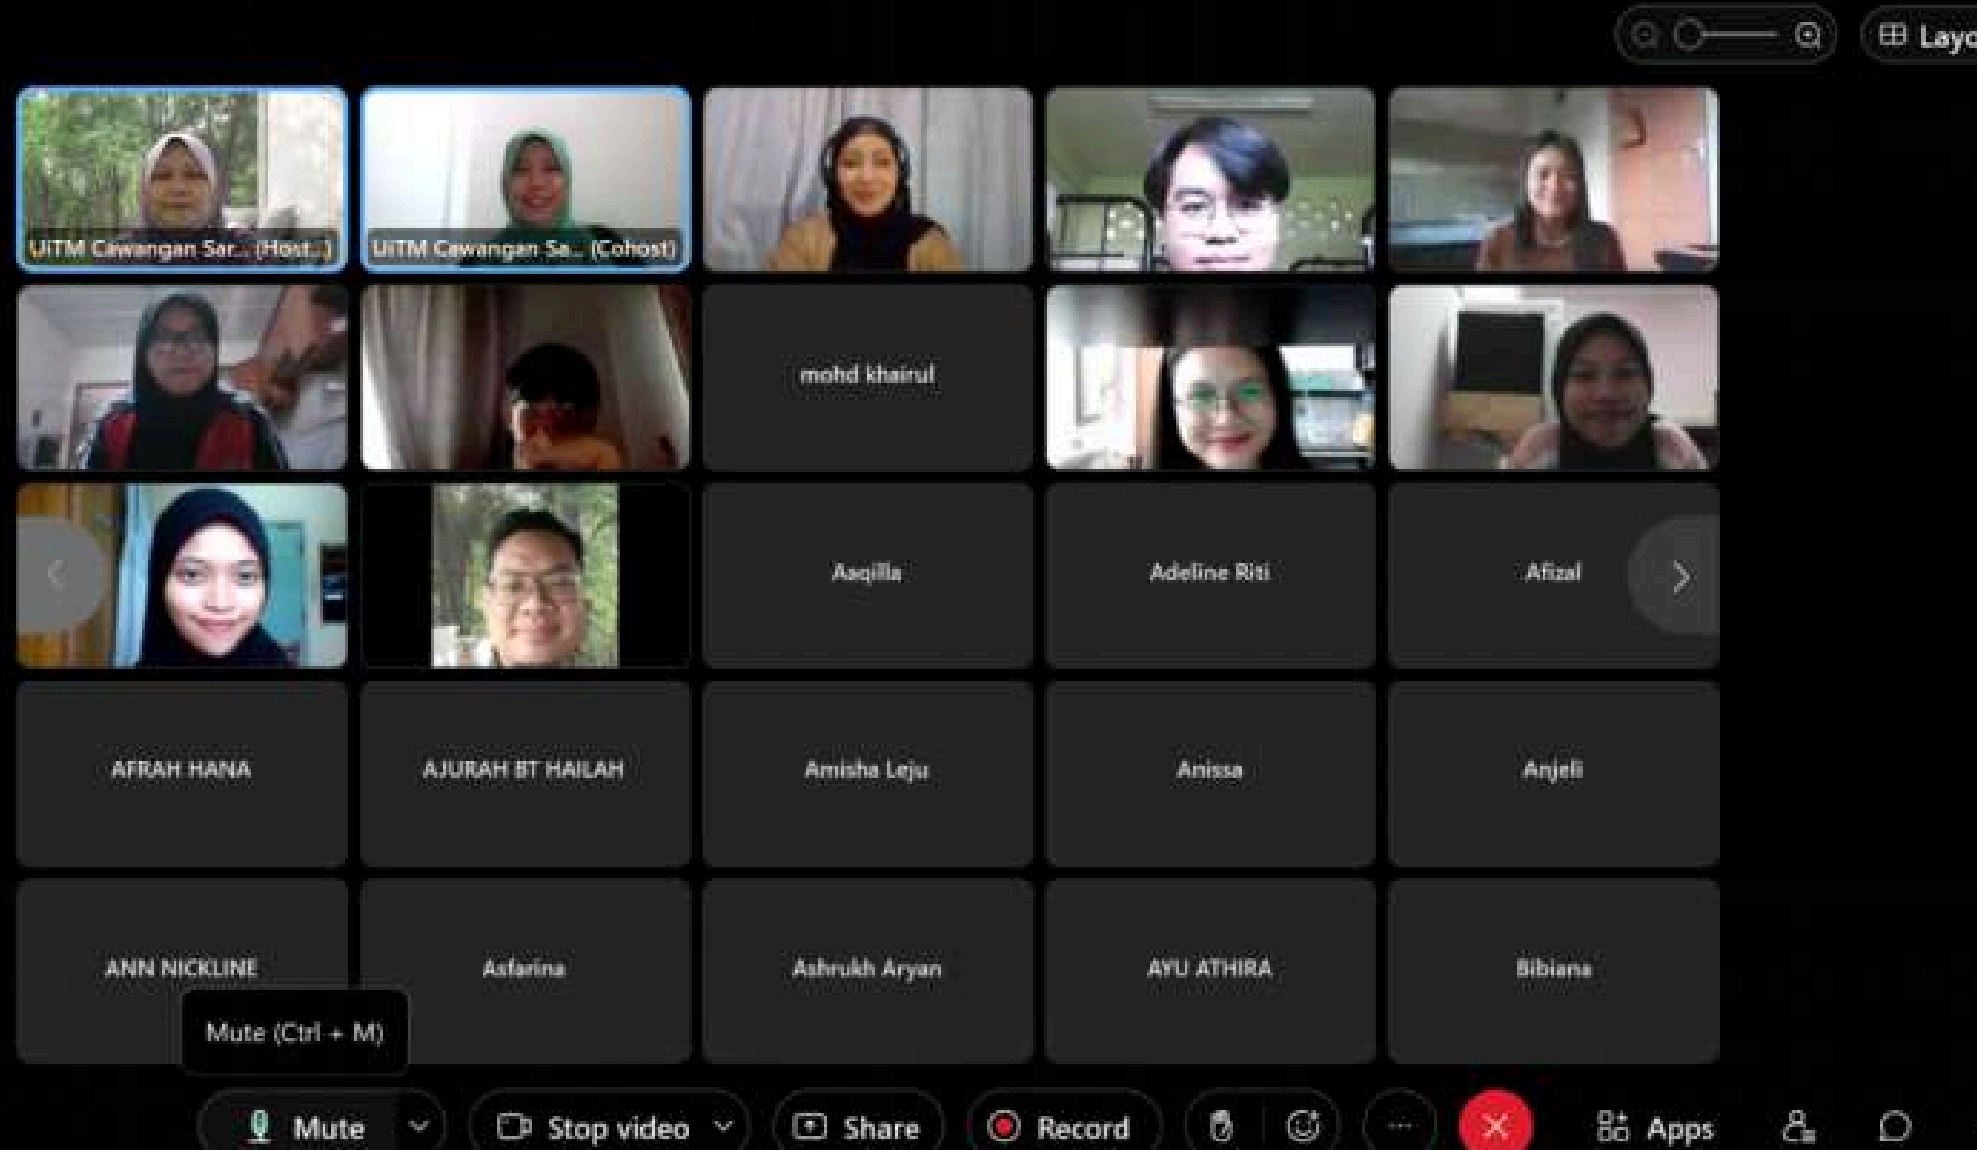 Layo
UiTM Cawangan Sar... (Host...)
UiTM Cawangan Sa... (Cohost)
mohd khairul
Aaqilla
Adeline Riti
Afizal
AFRAH HANA
AJURAH BT HAILAH
Amisha Leju
Anissa
Anjeli
ANN NICKLINE
Asfarina
Ashrukh Aryan
AYU ATHIRA
Bibiana
Mute (Ctrl + M)
Mute
Stop video
Share
Record
Apps